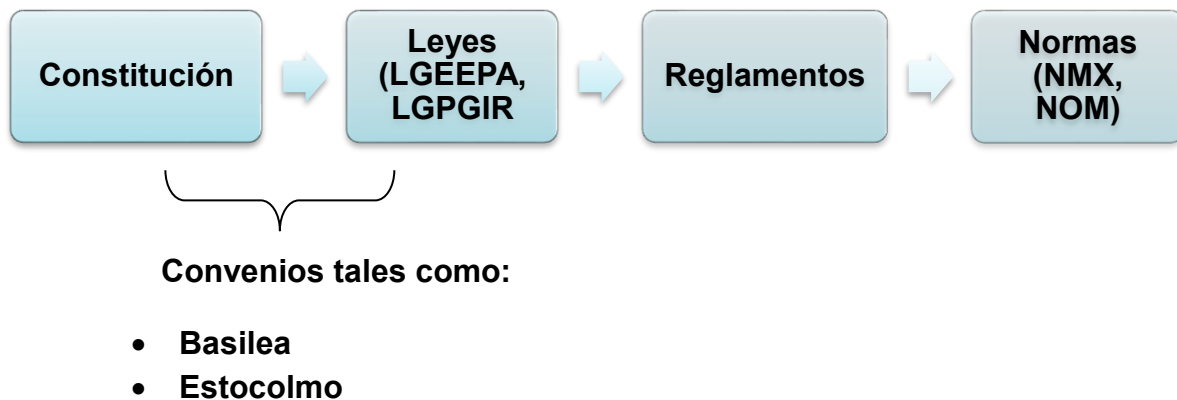 Constitución
Leyes
(LGEEPA,
LGPGIR
Reglamentos
Normas
(NMX,
NOM)
Convenios tales como:
• Basilea
• Estocolmo